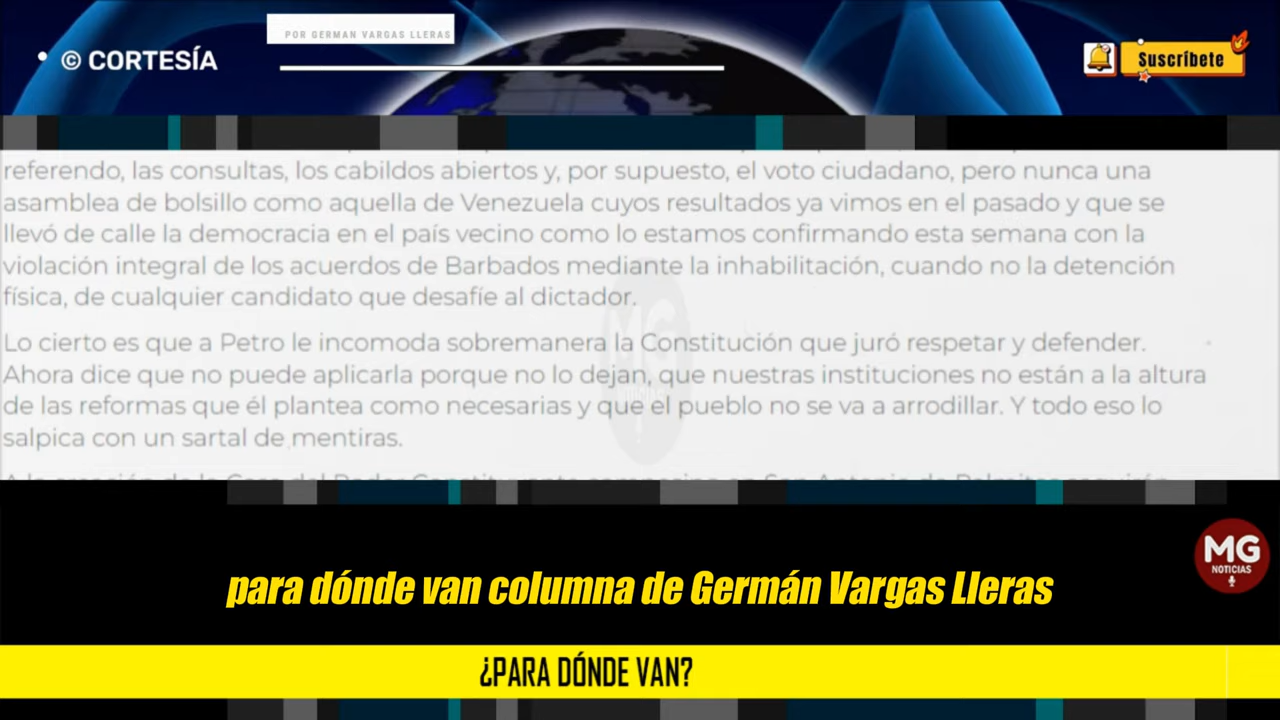 POR GERMAN VARGAS LLERAS
© CORTESÍA
Suscríbete
referendo, las consultas, los cabildos abiertos y, por supuesto, el voto ciudadano, pero nunca una
asamblea de bolsillo como aquella de Venezuela cuyos resultados ya vimos en el pasado y que se
llevó de calle la democracia en el país vecino como lo estamos confirmando esta semana con la
violación integral de los acuerdos de Barbados mediante la inhabilitación, cuando no la detención
física, de cualquier candidato que desafíe al dictador.
Lo cierto es que a Petro le incomoda sobremanera la Constitución que juró respetar y defender.
Ahora dice que no puede aplicarla porque no lo dejan, que nuestras instituciones no están a la altura
de las reformas que él plantea como necesarias y que el pueblo no se va a arrodillar. Y todo eso lo
salpica con un sartal de mentiras.
MG
NOTICIAS
para dónde van columna de Germán Vargas Lleras
¿PARA DÓNDE VAN?